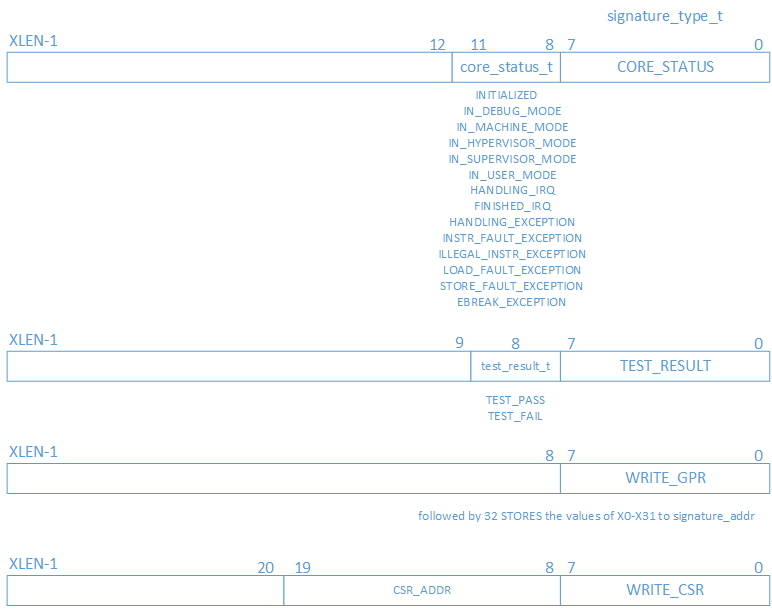 signature_type_t
XLEN-1 12 11 8 7 0
core_status_t CORE_STATUS
INITIALIZED
IN_DEBUG_MODE
IN_MACHINE_MODE
IN_HYPERVISOR_MODE
IN_SUPERVISOR_MODE
IN_USER_MODE
HANDLING_IRQ
FINISHED_IRQ
HANDLING_EXCEPTION
INSTR_FAULT_EXCEPTION
ILLEGAL_INSTR_EXCEPTION
LOAD_FAULT_EXCEPTION
STORE_FAULT_EXCEPTION
EBREAK_EXCEPTION
XLEN-1 9 8 7 0
test_result_t TEST_RESULT
TEST_PASS
TEST_FAIL
XLEN-1 8 7 0
WRITE_GPR
followed by 32 STORES the values of X0-X31 to signature_addr
XLEN-1 20 19 8 7 0
CSR_ADDR WRITE_CSR